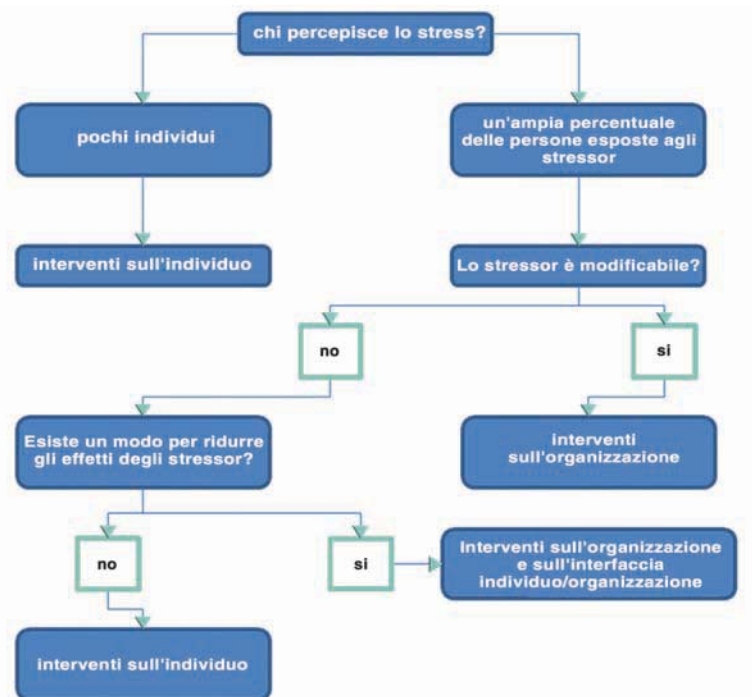 chi percepisce lo stress?
pochi individui
un'ampia percentuale
delle persone esposte agli
stressor
interventi sull'individuo
Lo stressor è modificabile?
no
si
Esiste un modo per ridurre
gli effetti degli stressor?
interventi
sull'organizzazione
no
si
Interventi sull'organizzazione
e sull'interfaccia
individuo/organizzazione
interventi sull'individuo